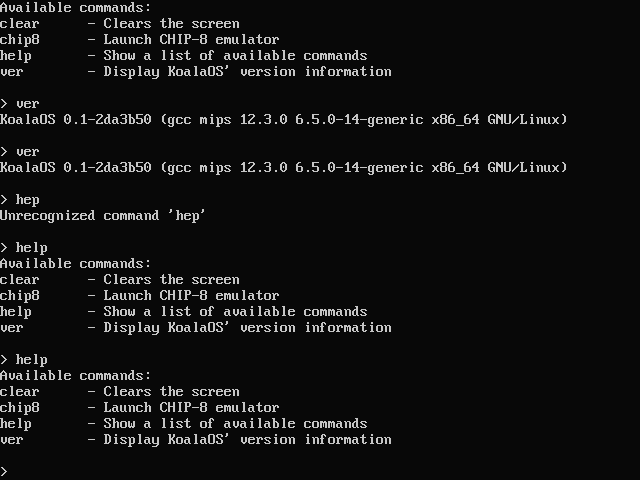 Available commands:
clear      - Clears the screen
chip8      - Launch CHIP-8 emulator
help       - Show a list of available commands
ver        - Display KoalaOS' version information
> ver
KoalaOS 0.1-2da3b50 (gcc mips 12.3.0 6.5.0-14-generic x86_64 GNU/Linux)
> ver
KoalaOS 0.1-2da3b50 (gcc mips 12.3.0 6.5.0-14-generic x86_64 GNU/Linux)
> hep
Unrecognized command 'hep'
> help
Available commands:
clear      - Clears the screen
chip8      - Launch CHIP-8 emulator
help       - Show a list of available commands
ver        - Display KoalaOS' version information
> help
Available commands:
clear      - Clears the screen
chip8      - Launch CHIP-8 emulator
help       - Show a list of available commands
ver        - Display KoalaOS' version information
>